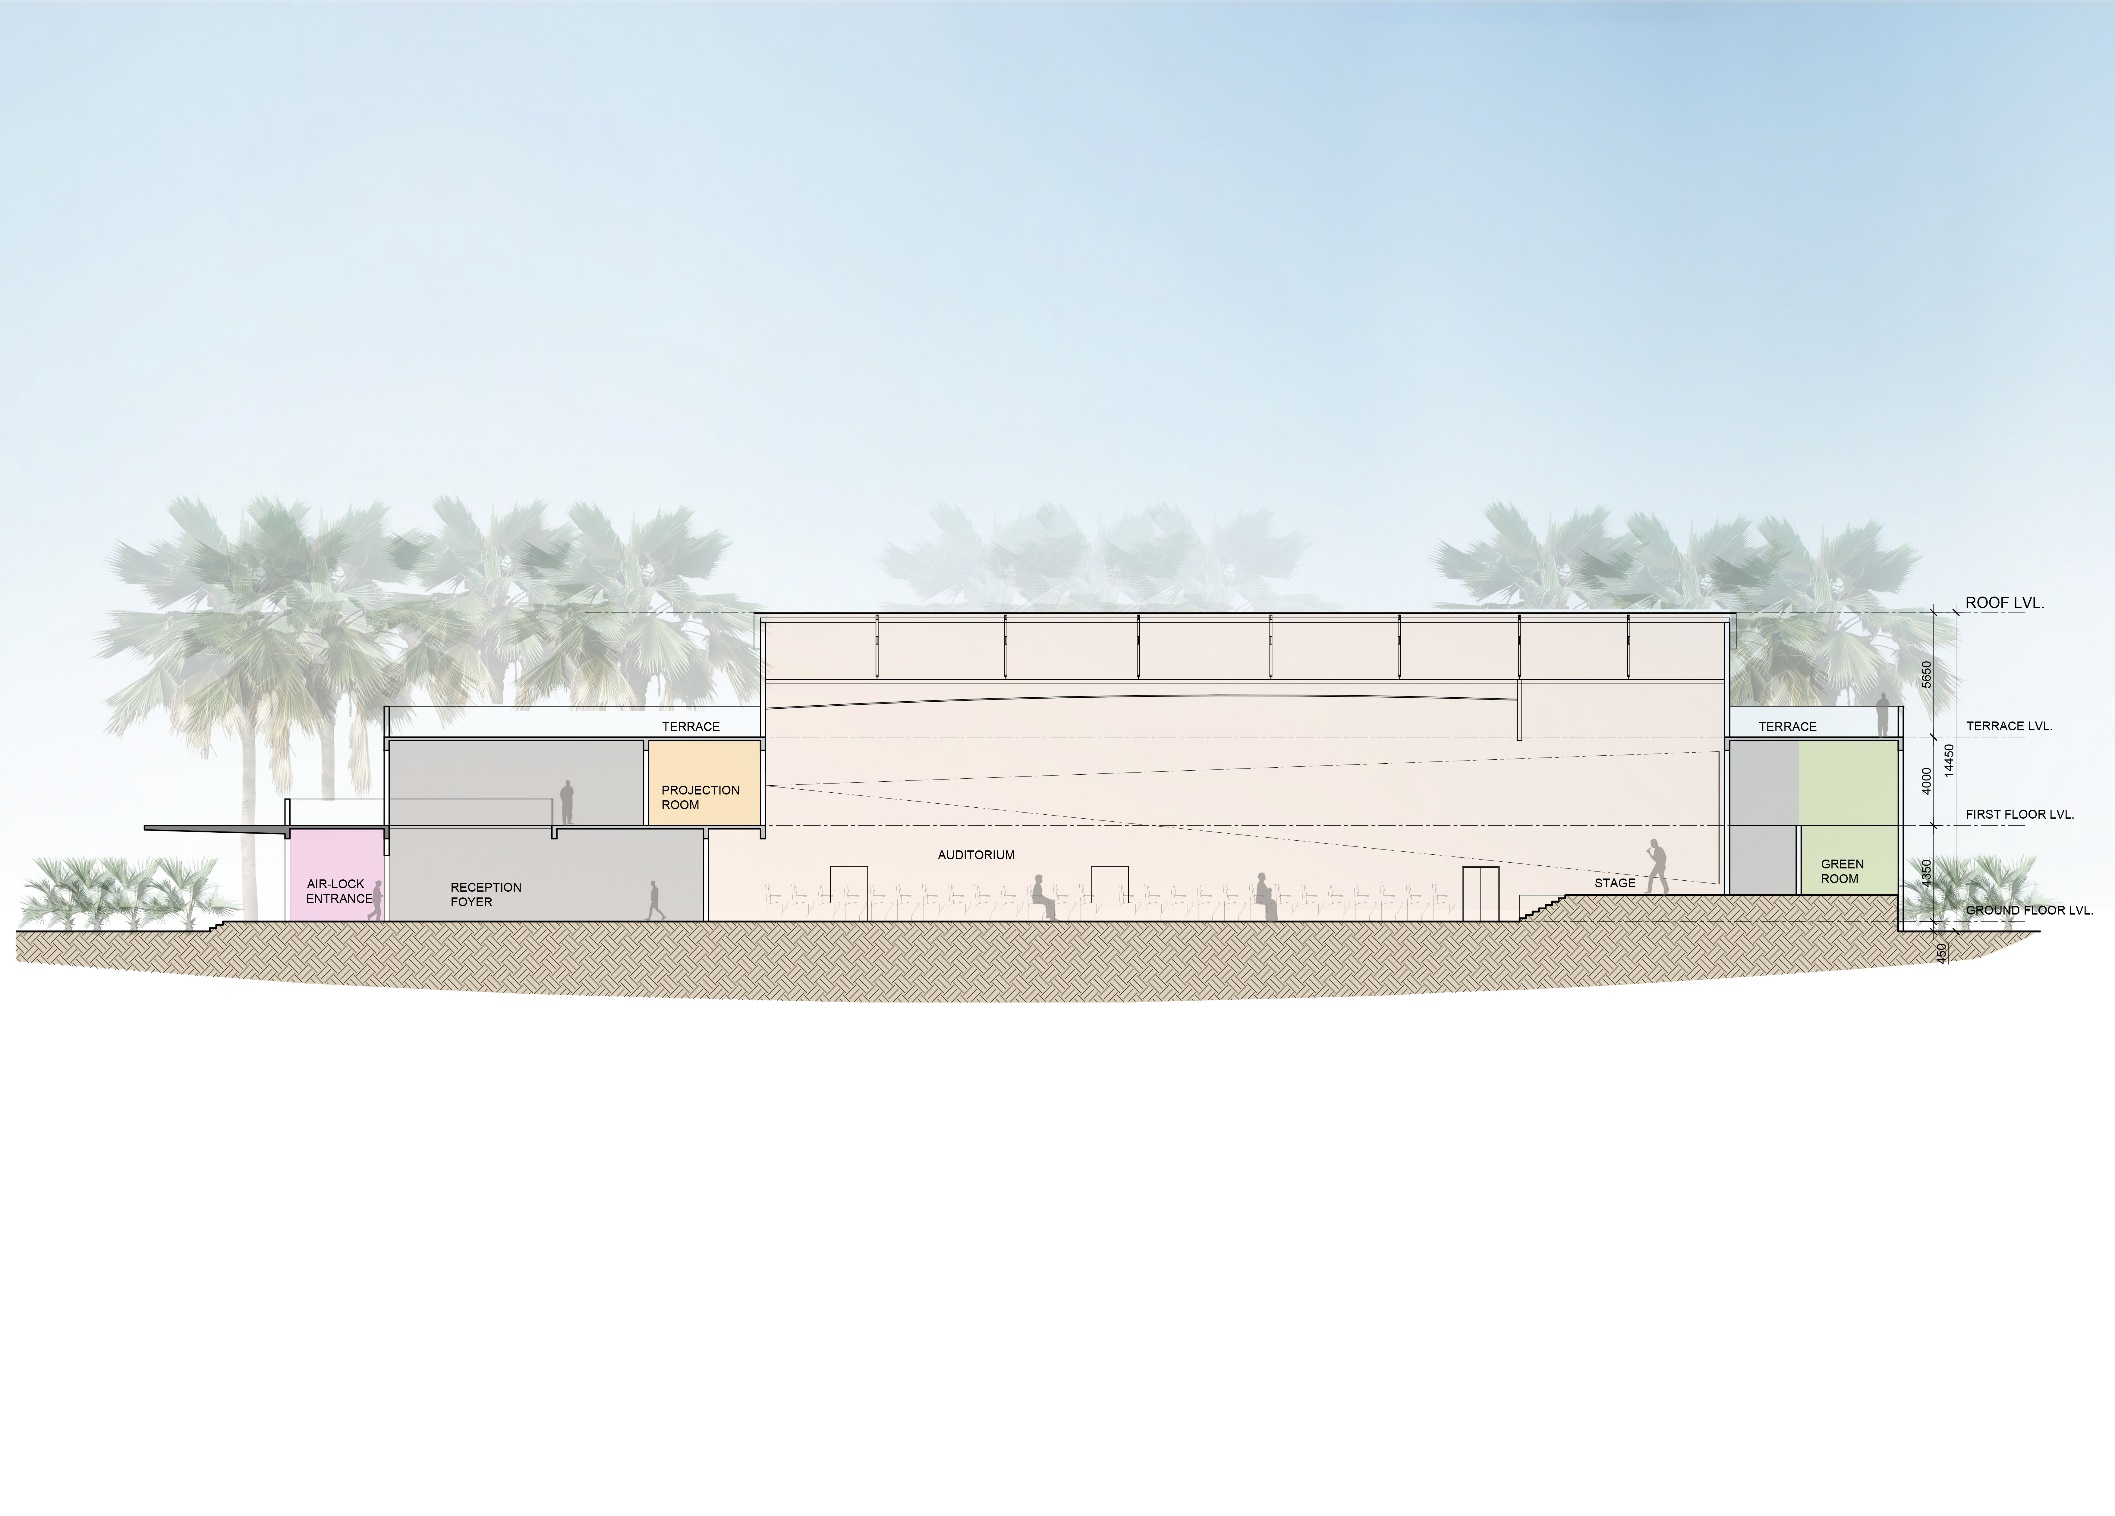 ROOF LVL.
5650
TERRACE
TERRACE
TERRACE LVL.
14450
4000
PROJECTION
ROOM
FIRST FLOOR LVL.
AUDITORIUM
4350
GREEN
ROOM
AIR-LOCK
ENTRANCE
RECEPTION
FOYER
STAGE
GROUND FLOOR LVL.
450